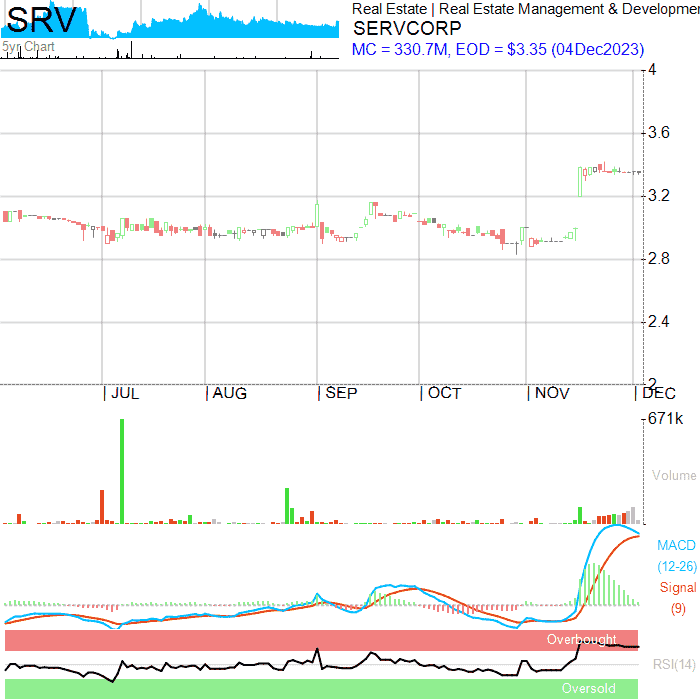 SRV
Real Estate | Real Estate Management & Developmen
5yr Chart
SERVCORP
MC = 330.7M, EOD = $3.35 (04Dec2023)
4
3.6
3.2
2.8
2.4
2
JUL
AUG
SEP
OCT
NOV
DEC
671k
Volume
MACD
(12-26)
Signal
(9)
Overbought
RSI(14)
Oversold